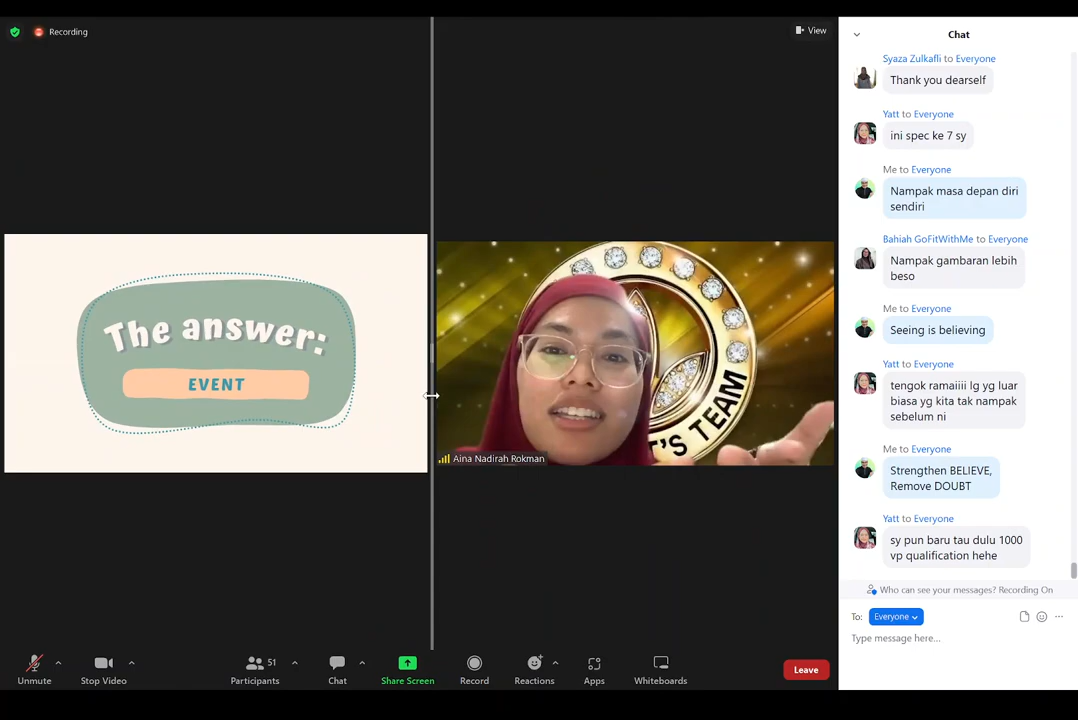 Recording
View
The answer:
EVENT
T'S TEAM
Aina Nadirah Rokman
Chat
Syaza Zulkafli to Everyone
Thank you dearself
Yatt to Everyone
ini spec ke 7 sy
Me to Everyone
Nampak masa depan diri
sendiri
Bahiah GoFitWithMe to Everyone
Nampak gambaran lebih
beso
Me to Everyone
Seeing is believing
Yatt to Everyone
tengok ramaiiii lg yg luar
biasa yg kita tak nampak
sebelum ni
Me to Everyone
Strengthen BELIEVE,
Remove DOUBT
Yatt to Everyone
sy pun baru tau dulu 1000
vp qualification hehe
Who can see your messages? Recording On
To: Everyone
Type message here...
Unmute
Stop Video
51
Participants
Chat
Share Screen
Record
Reactions
Apps
Whiteboards
Leave